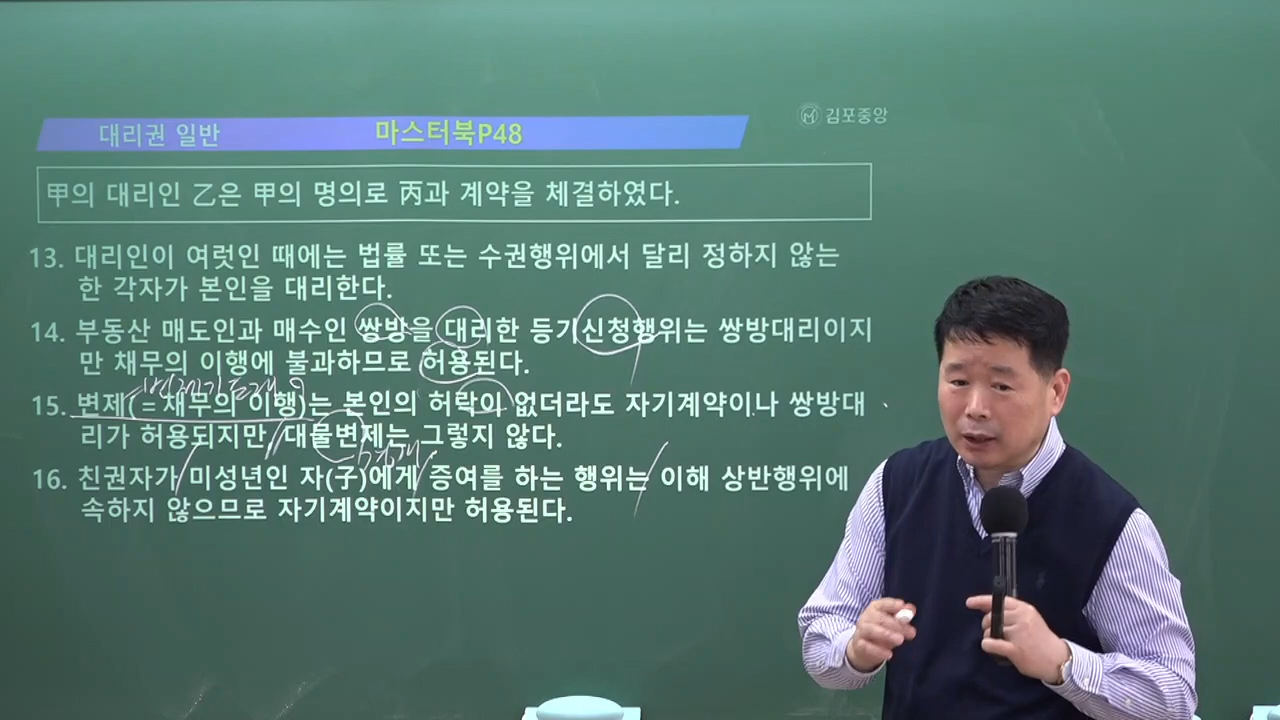 대리권 일반 마스터북P48
김포중앙
甲의 대리인 乙은 甲의 명의로 丙과 계약을 체결하였다.
13. 대리인이 여럿인 때에는 법률 또는 수권행위에서 달리 정하지 않는
한 각자가 본인을 대리한다.
14. 부동산 매도인과 매수인 쌍방을 대리한 등기신청행위는 쌍방대리이지
만 채무의 이행에 불과하므로 허용된다.
15. 변제(=채무의 이행)는 본인의 허락이 없더라도 자기계약이나 쌍방대
리가 허용되지만, 대물변제는 그렇지 않다.
16. 친권자가 미성년인 자(子)에게 증여를 하는 행위는 이해 상반행위에
속하지 않으므로 자기계약이지만 허용된다.